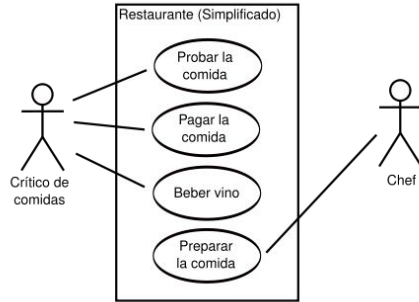 Restaurante (Simplificado)
Probar la
comida
Pagar la
comida
Crítico de
comidas
Beber vino
Chef
Preparar
la comida